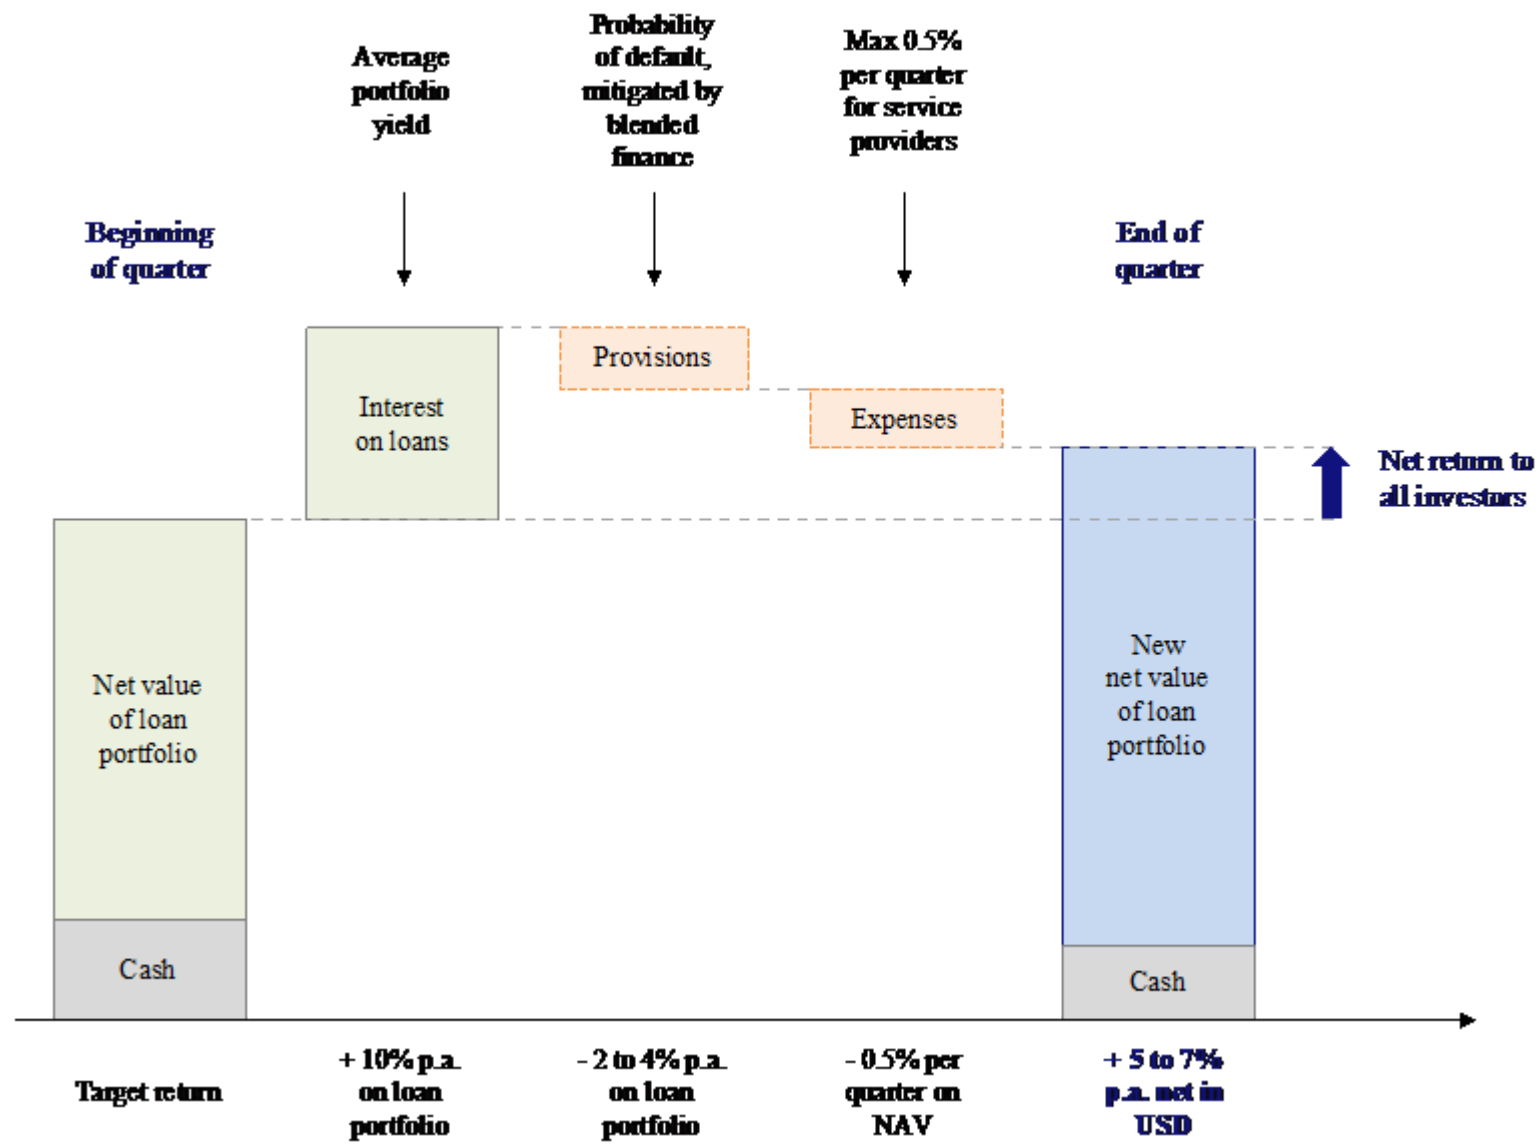 Average
portfolio
yield
Probability
of default,
mitigated by
blended
finance
Max 0.5%
per quarter
for service
providers
Beginning
of quarter
End of
quarter
Interest
on loans
Provisions
Expenses
Net return to
all investors
Net value
of loan
portfolio
New
net value
of loan
portfolio
Cash
Cash
Target return
+ 10% p.a.
on loan
portfolio
- 2 to 4% p.a.
on loan
portfolio
- 0.5% per
quarter on
NAV
+ 5 to 7%
p.a. net in
USD